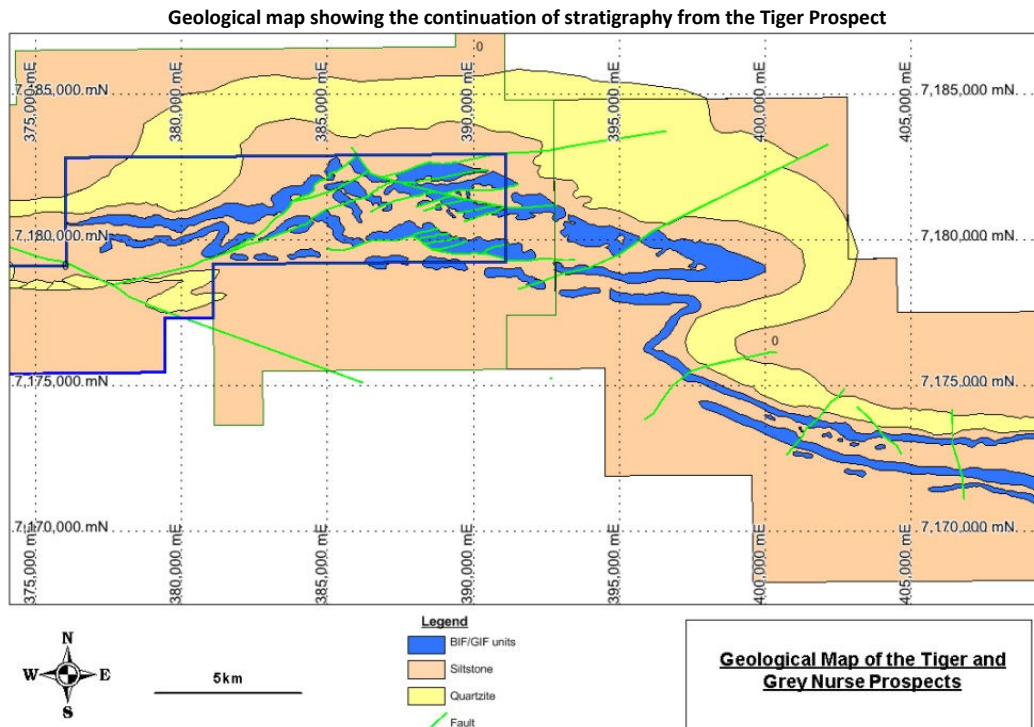 Geological map showing the continuation of stratigraphy from the Tiger Prospect
0
375,000 mE
380,000 mE
385,000 mE
390,000 mE
395,000 mE
400,000 mE
405,000 mE
7,185,000 mN
7,185,000 mN
7,180,000 mN
7,180,000 mN
0
0
7,175,000 mN
7,175,000 mN
7,170,000 mN
7,170,000 mN
375,000 mE
380,000 mE
385,000 mE
390,000 mE
395,000 mE
400,000 mE
405,000 mE
N
W E
S
5km
Legend
BIF/GIF units
Siltstone
Quartzite
Fault
Geological Map of the Tiger and
Grey Nurse Prospects